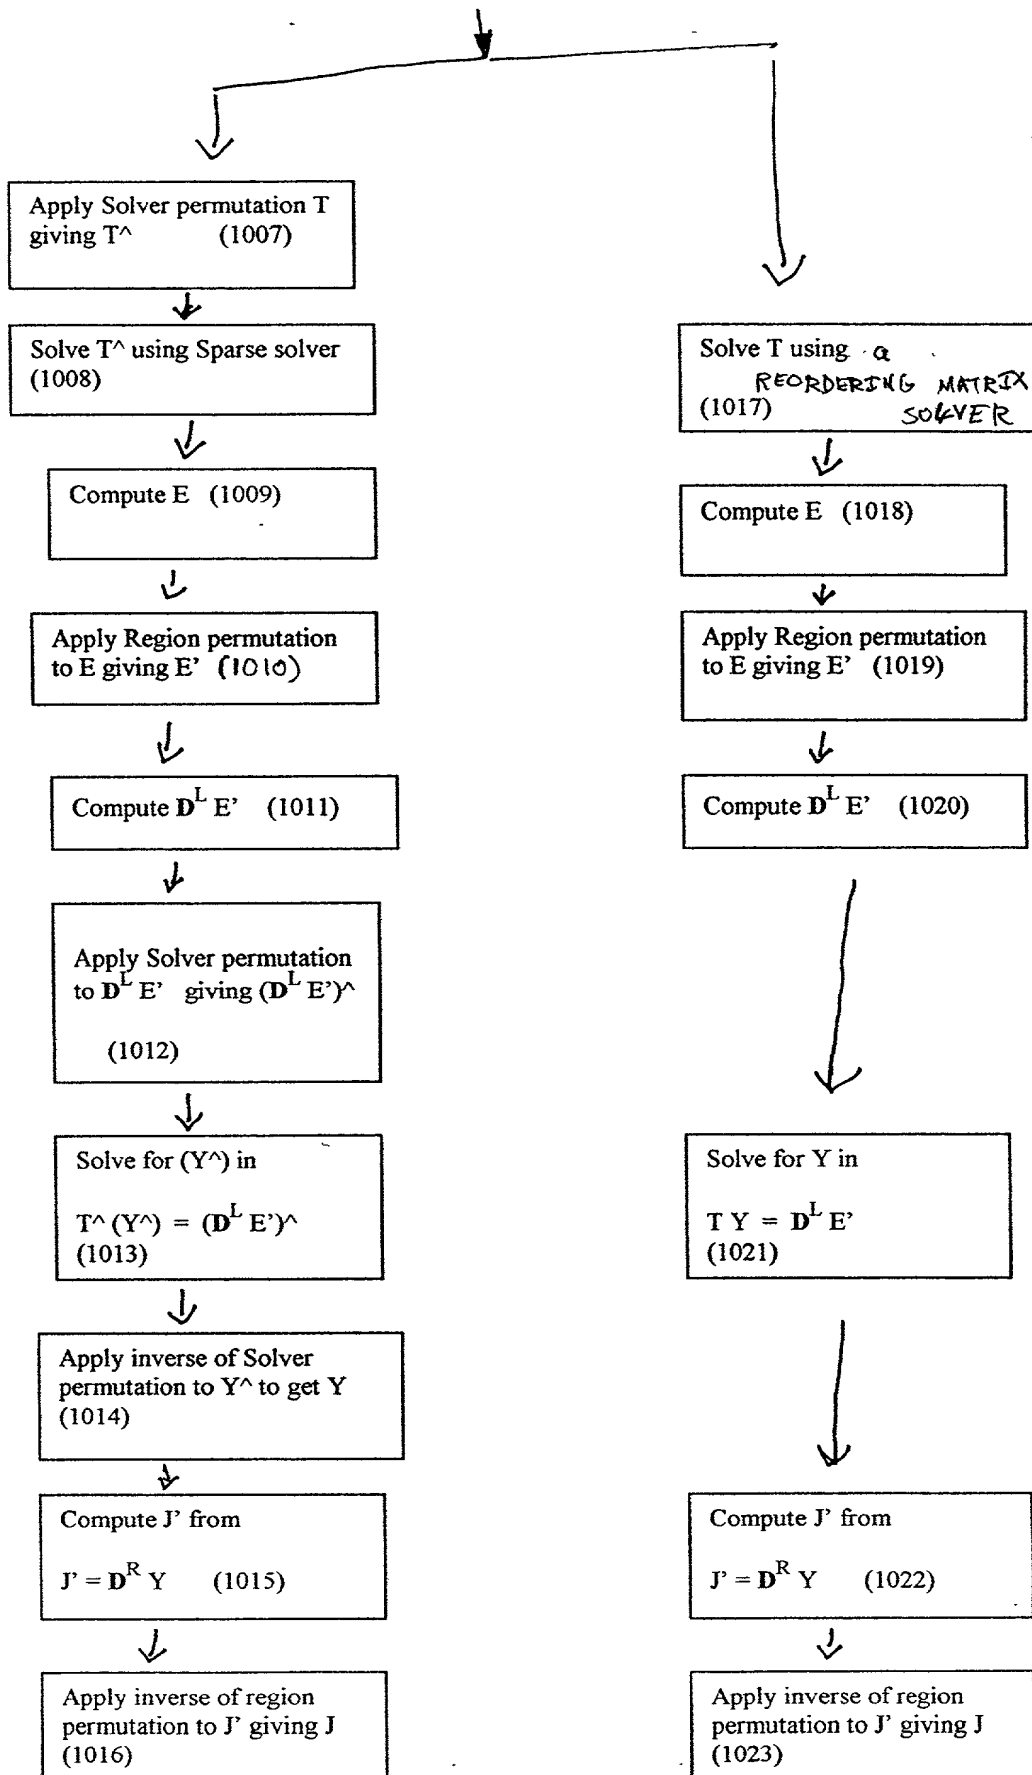 Apply Solver permutation T
giving T^ (1007)
Solve T^ using Sparse solver
(1008)
Compute E (1009)
Apply Region permutation
to E giving E’ (1010)
Compute D^L E’ (1011)
Apply Solver permutation
to D^L E’ giving (D^L E’)^
(1012)
Solve for (Y^) in
T^ (Y^) = (D^L E’)^
(1013)
Apply inverse of Solver
permutation to Y^ to get Y
(1014)
Compute J’ from
J’ = D^R Y (1015)
Apply inverse of region
permutation to J’ giving J
(1016)
Solve T using a
REORDERING MATRIX
(1017) SOLVER
Compute E (1018)
Apply Region permutation
to E giving E’ (1019)
Compute D^L E’ (1020)
Solve for Y in
T Y = D^L E’
(1021)
Compute J’ from
J’ = D^R Y (1022)
Apply inverse of region
permutation to J’ giving J
(1023)